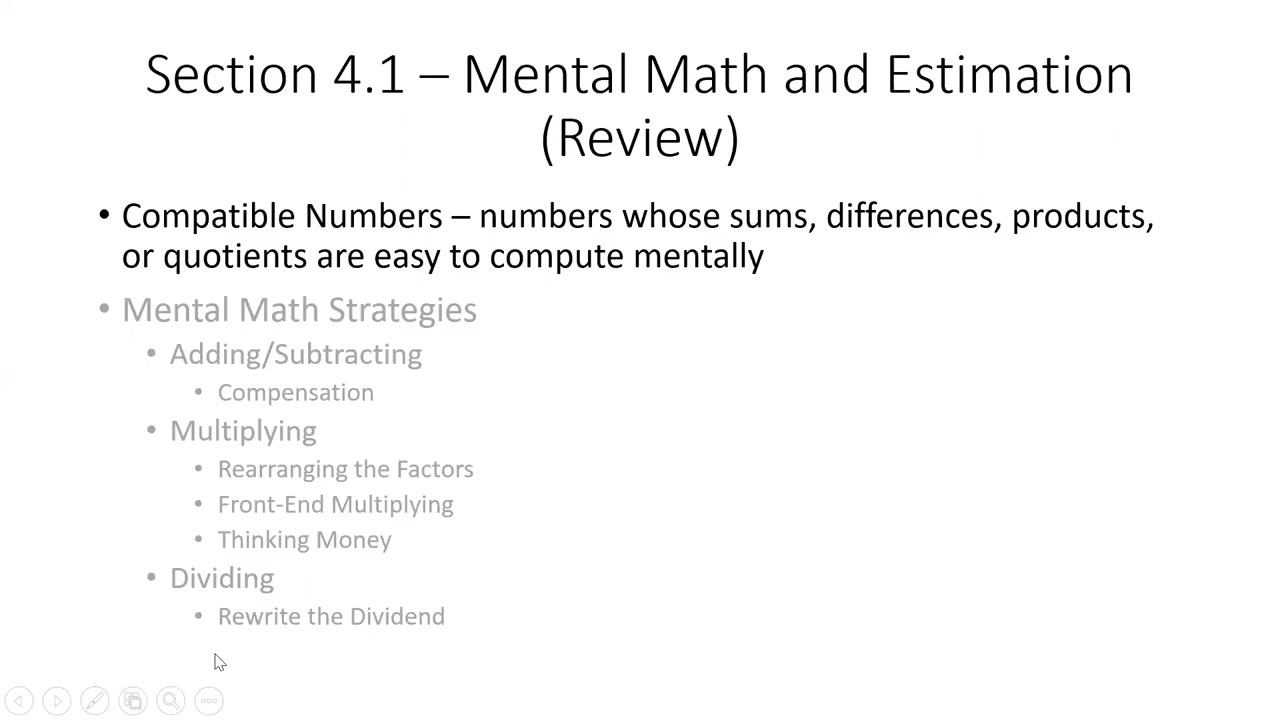 Section 4.1 – Mental Math and Estimation
(Review)
• Compatible Numbers – numbers whose sums, differences, products,
or quotients are easy to compute mentally
• Mental Math Strategies
• Adding/Subtracting
• Compensation
• Multiplying
• Rearranging the Factors
• Front-End Multiplying
• Thinking Money
• Dividing
• Rewrite the Dividend